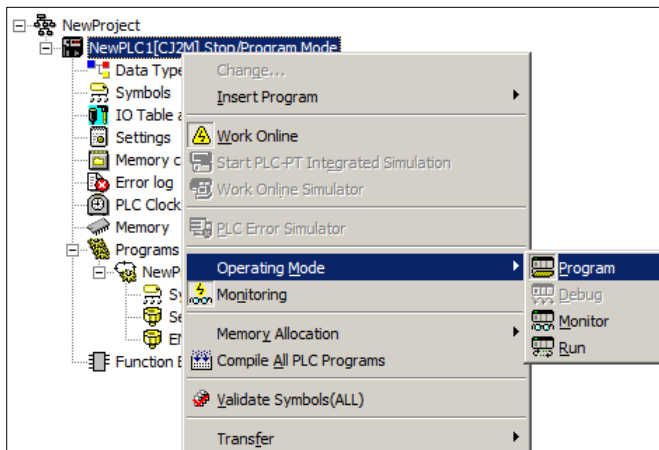 NewProject
NewPLC1[CJ2M] Stop/Program Mode
Data Type
Symbols
IO Table a
Settings
Memory c
Error log
PLC Clock
Memory
Programs
NewP
Sy
Se
EN
Function B
Change...
Insert Program
Work Online
Start PLC-PT Integrated Simulation
Work Online Simulator
PLC Error Simulator
Operating Mode
Monitoring
Memory Allocation
Compile All PLC Programs
Validate Symbols(ALL)
Transfer
Program
Debug
Monitor
Run